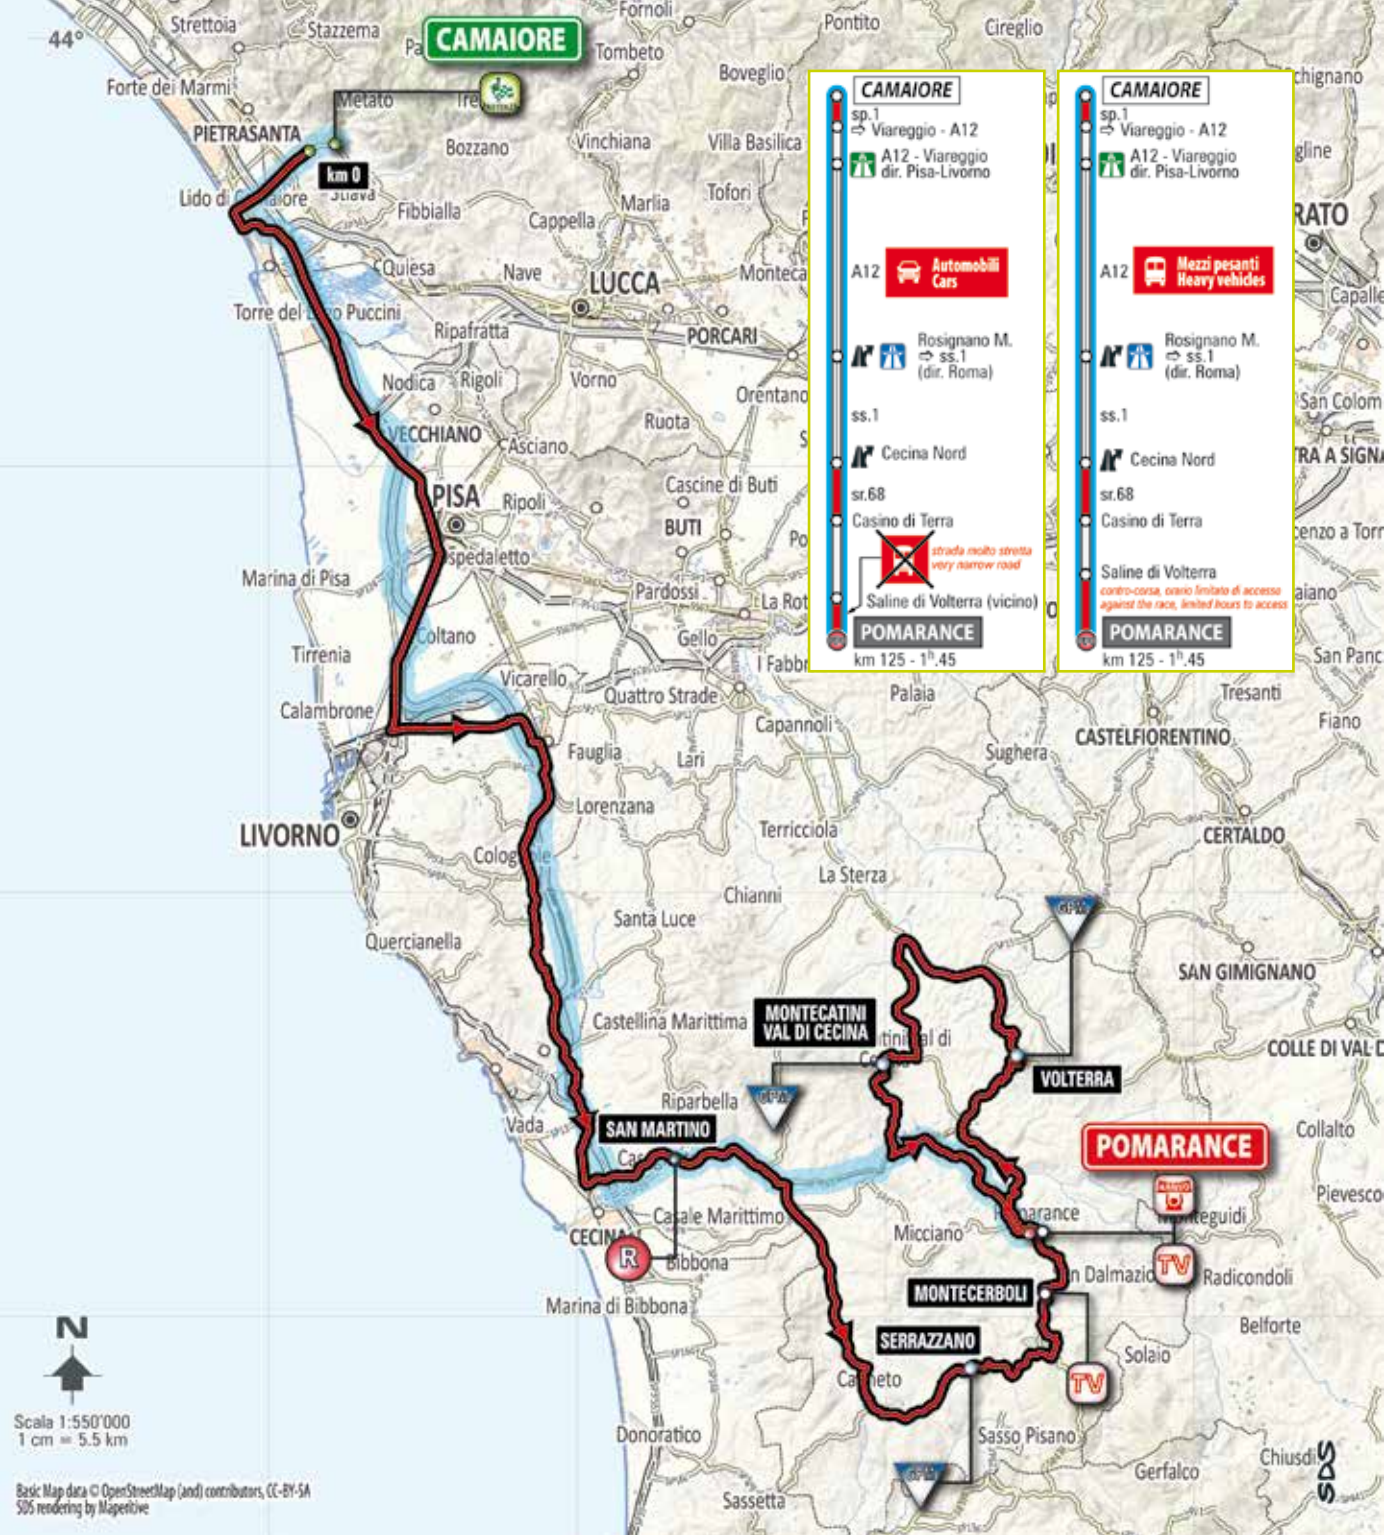 44°
Strettoia
Stazzema
Fornoli
Pontito
Cireglio
CAMAIORE
Tombeto
Boveglio
Forte dei Marmi
Metato
PIETRASANTA
Bozzano
Vinchiana
Villa Basilica
km 0
Lido di
Fibbialla
Cappella
Marlia
Tofori
Quiesa
Nave
LUCCA
Torre del
Puccini
Ripafratta
PORCARI
Nodica
Rigoli
Vorno
Orentano
VECCHIANO
Asciano
Ruota
PISA
Ripoli
Cascine di Buti
BUTI
Marina di Pisa
Pardossi
Coltano
Gello
Tirrenia
Vicarello
Quattro Strade
Calambrone
Capannoli
Palaia
Tresanti
Fiano
Fauglia
Lari
Sughera
CASTELFIORENTINO
LIVORNO
Lorenzana
Terricciola
CERTALDO
La Sterza
Chianni
Santa Luce
GPM
Quercianella
SAN GIMIGNANO
Castellina Marittima
MONTECATINI
VAL DI CECINA
COLLE DI VAL D
VOLTERRA
Riparbella
GPM
Vada
SAN MARTINO
POMARANCE
Collalto
Casale Marittimo
Micciano
CECINA
R
Bibbona
TV
Radicondoli
Marina di Bibbona
MONTECERBOLI
Belforte
SERRAZZANO
Solaio
TV
Donoratico
Sasso Pisano
Gerfalco
Sassetta
GPM
CAMAIORE
sp.1
⇨ Viareggio - A12
A12 - Viareggio
dir. Pisa-Livorno
A12
Automobili
Cars
Rosignano M.
⇨ ss.1
(dir. Roma)
ss.1
Cecina Nord
sr.68
Casino di Terra
strada molto stretta
very narrow road
Saline di Volterra (vicino)
POMARANCE
km 125 - 1h.45
CAMAIORE
sp.1
⇨ Viareggio - A12
A12 - Viareggio
dir. Pisa-Livorno
A12
Mezzi pesanti
Heavy vehicles
Rosignano M.
⇨ ss.1
(dir. Roma)
ss.1
Cecina Nord
sr.68
Casino di Terra
Saline di Volterra
contro-corsa, orario limitato di accesso
against the race, limited hours to access
POMARANCE
km 125 - 1h.45
N
Scala 1:550'000
1 cm = 5.5 km
Basic Map data © OpenStreetMap (and) contributors, CC-BY-SA
SDS rendering by Maperitive
SDS